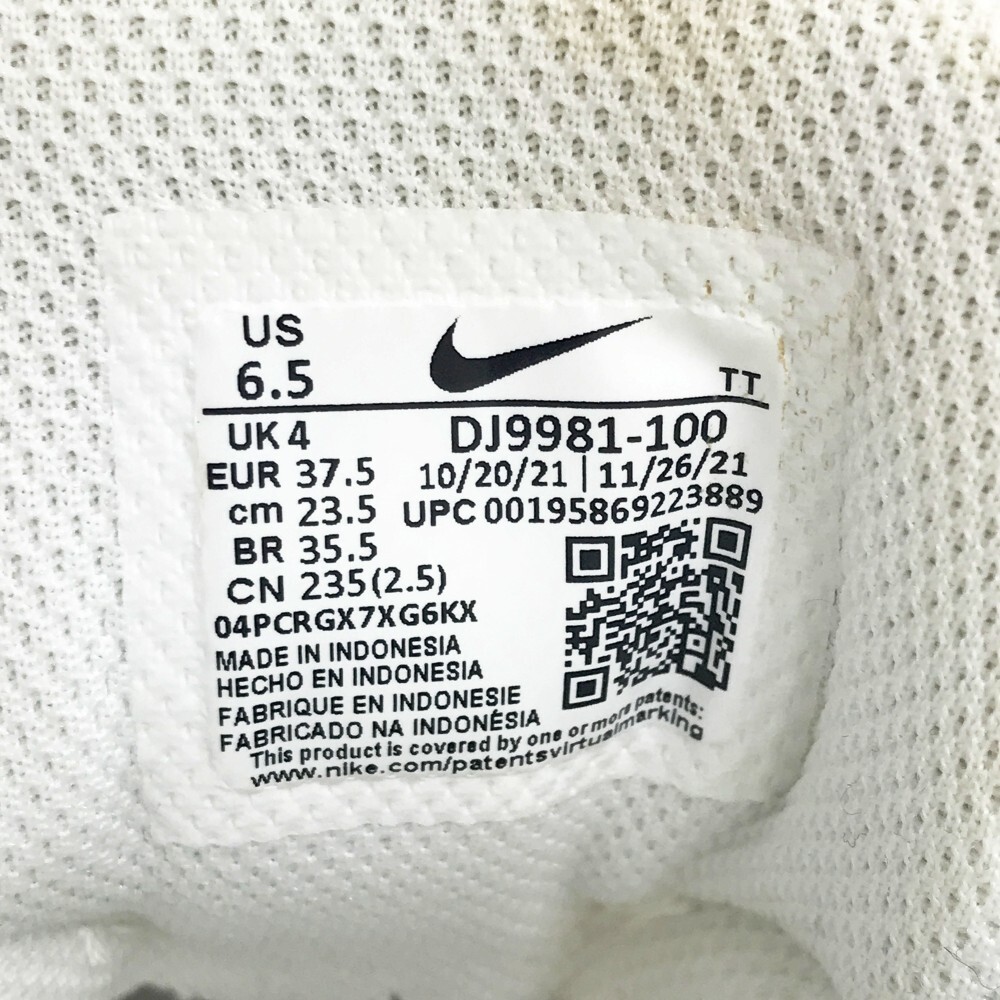 US
6.5
TT
UK 4
DJ9981-100
EUR 37.5
10/20/21 | 11/26/21
cm 23.5
UPC 00195869223889
BR 35.5
CN 235(2.5)
04PCRGX7XG6KX
MADE IN INDONESIA
HECHO EN INDONESIA
FABRIQUE EN INDONESIE
FABRICADO NA INDONÉSIA
This product is covered by one or more patents:
www.nike.com/patentsvirtualmarking